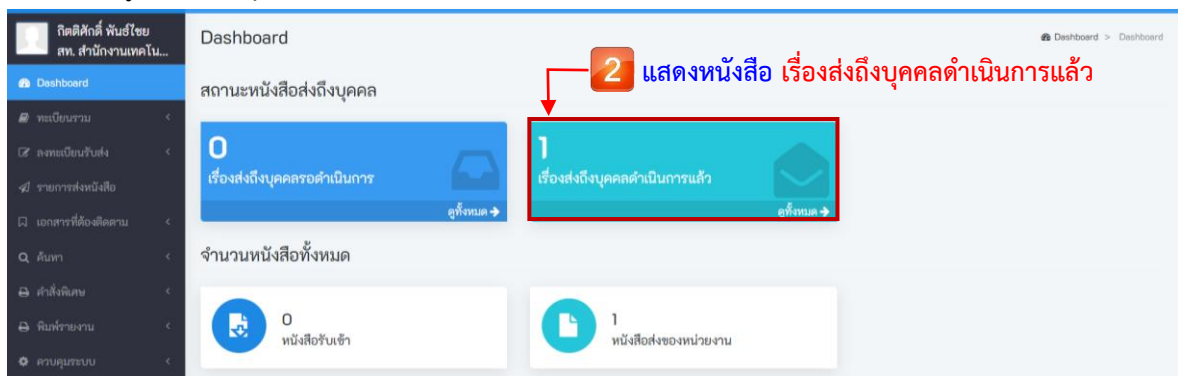 กิตติศักดิ์ พันธ์ไชย
สท. สำนักงานเทคโน...
Dashboard
Dashboard > Dashboard
2 แสดงหนังสือ เรื่องส่งถึงบุคคลดำเนินการแล้ว
Dashboard
สถานะหนังสือส่งถึงบุคคล
ทะเบียนรวม
ลงทะเบียนรับส่ง
รายการส่งหนังสือ
เอกสารที่ต้องติดตาม
ค้นหา
คำสั่งพิเศษ
พิมพ์รายงาน
ควบคุมระบบ
0
เรื่องส่งถึงบุคคลรอดำเนินการ
ดูทั้งหมด
1
เรื่องส่งถึงบุคคลดำเนินการแล้ว
ดูทั้งหมด
จำนวนหนังสือทั้งหมด
0
หนังสือรับเข้า
1
หนังสือส่งของหน่วยงาน